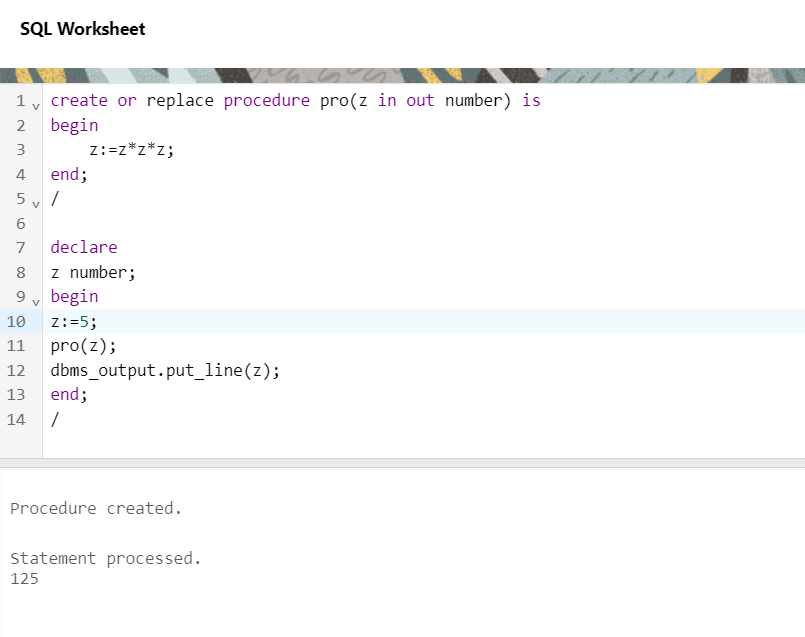 SQL Worksheet
1 create or replace procedure pro(z in out number) is
2 begin
3     z:=z*z*z;
4 end;
5 /
6
7 declare
8 z number;
9 begin
10 z:=5;
11 pro(z);
12 dbms_output.put_line(z);
13 end;
14 /
Procedure created.
Statement processed.
125